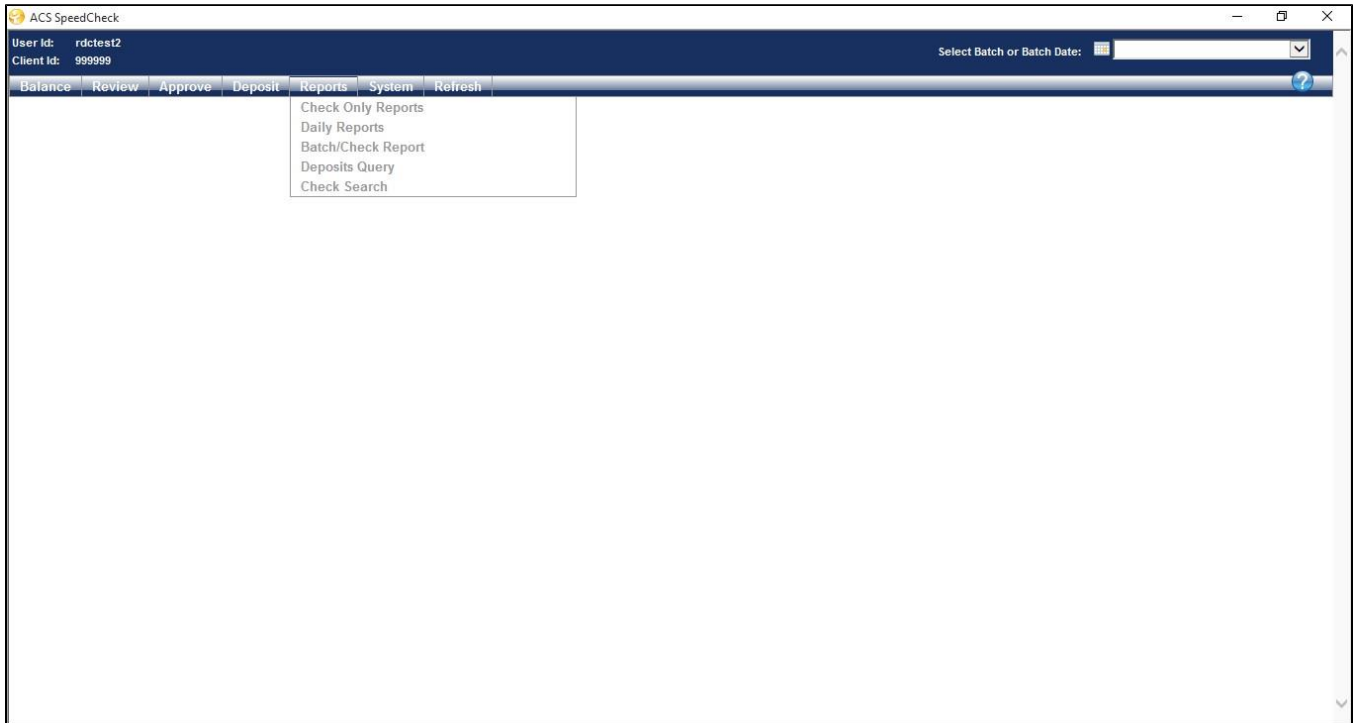 ACS SpeedCheck
User Id: rdctest2
Client Id: 999999
Select Batch or Batch Date:
Balance Review Approve Deposit Reports System Refresh
?
Check Only Reports
Daily Reports
Batch/Check Report
Deposits Query
Check Search